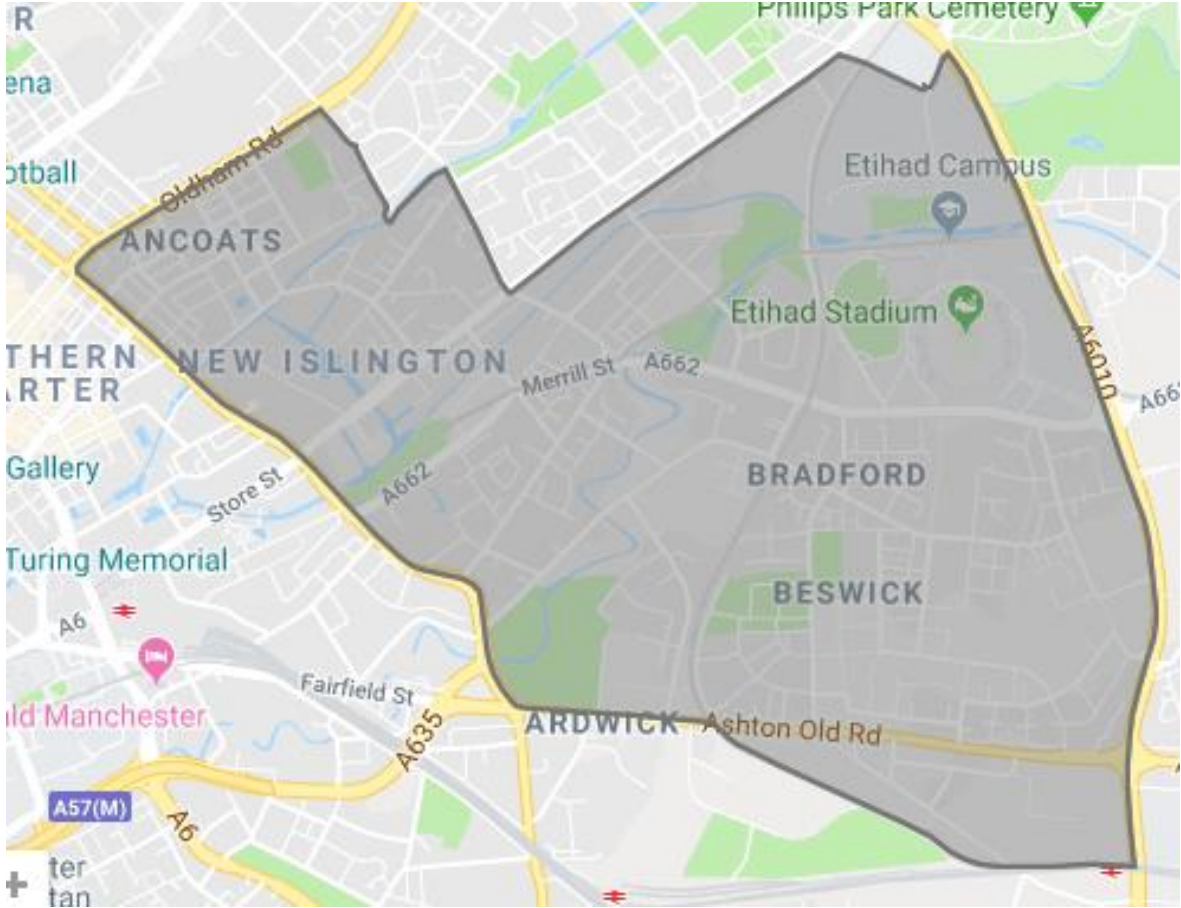 R
Philips Park Cemetery
ena
otball
Oldham Rd
Etihad Campus
ANCOATS
Etihad Stadium
THERN
ARTER
NEW ISLINGTON
Merrill St
A662
A6010
A662
Gallery
Store St
A662
BRADFORD
Turing Memorial
BESWICK
A6
Fairfield St
ld Manchester
A635
ARDWICK
Ashton Old Rd
A57(M)
A6
ter
tan
+